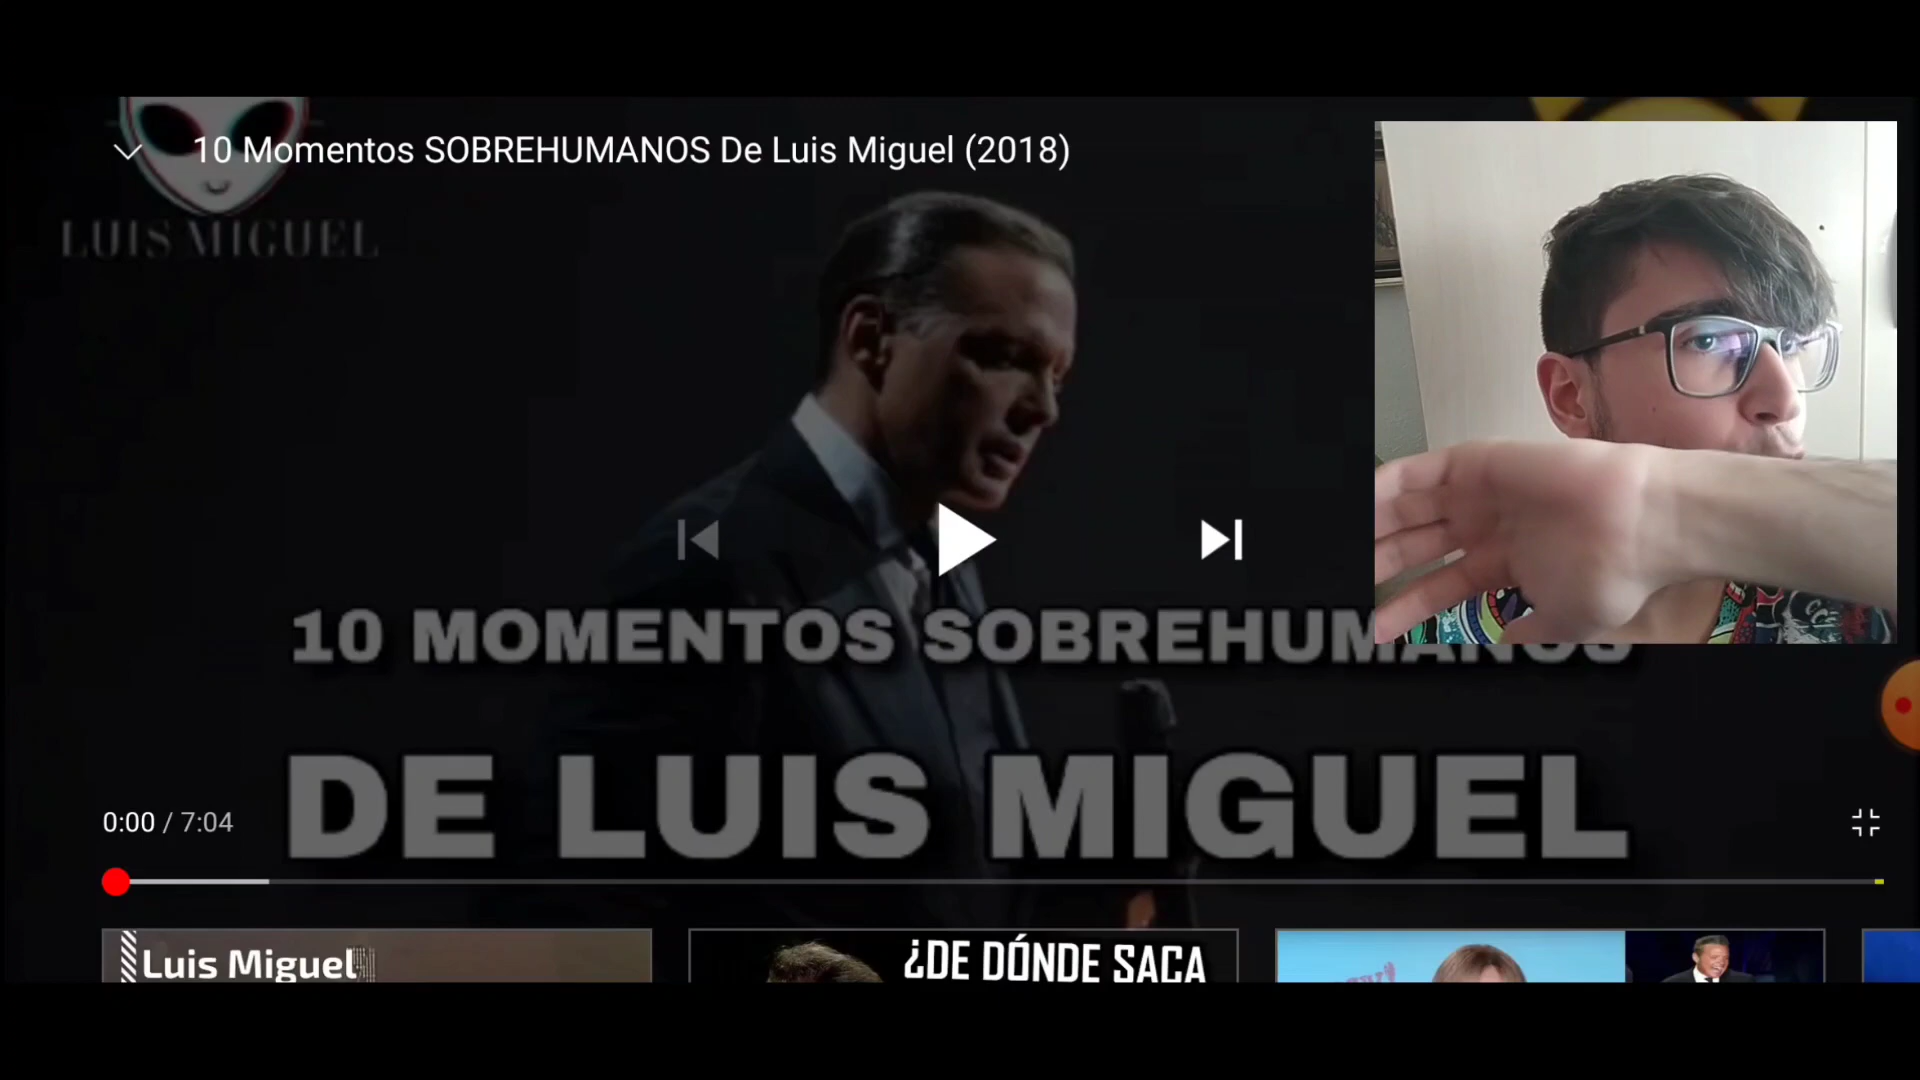 10 Momentos SOBREHUMANOS De Luis Miguel (2018)
LUIS MIGUEL
10 MOMENTOS SOBREHUMANOS
DE LUIS MIGUEL
0:00 / 7:04
Luis Miguel
¿DE DÓNDE SACA